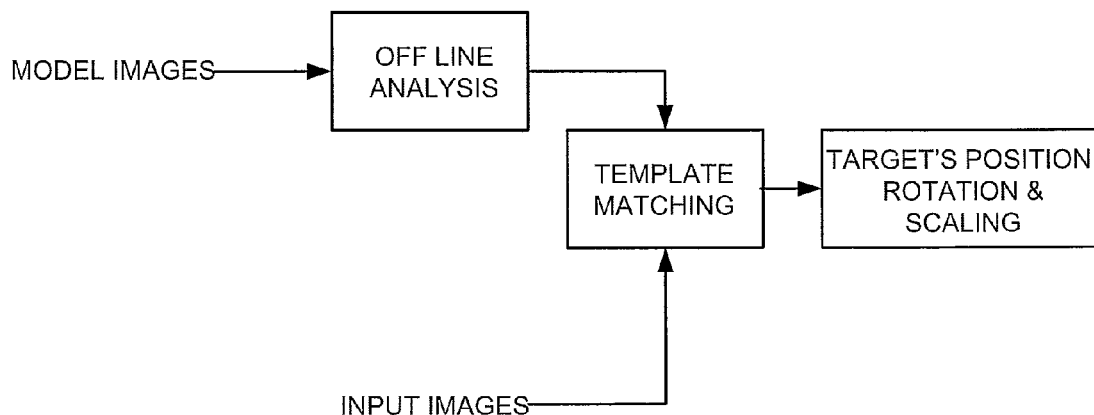 MODEL IMAGES
OFF LINE
ANALYSIS
TEMPLATE
MATCHING
TARGET'S POSITION
ROTATION &
SCALING
INPUT IMAGES